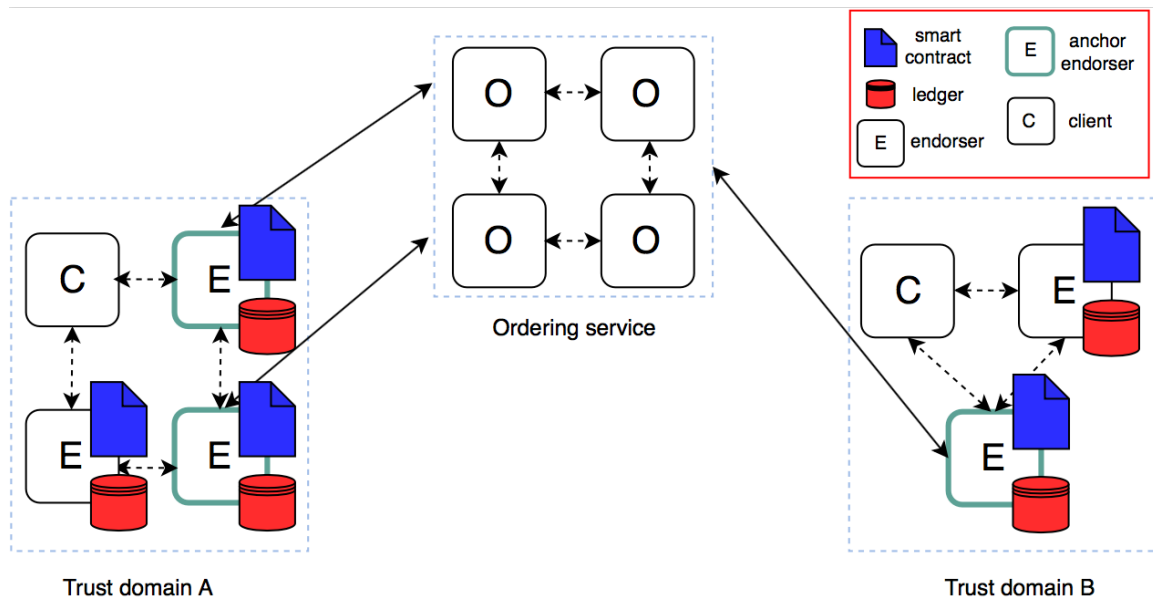 O
O
O
O
Ordering service
smart
contract
ledger
E
endorser
E
anchor
endorser
C
client
C
E
E
E
Trust domain A
C
E
E
Trust domain B